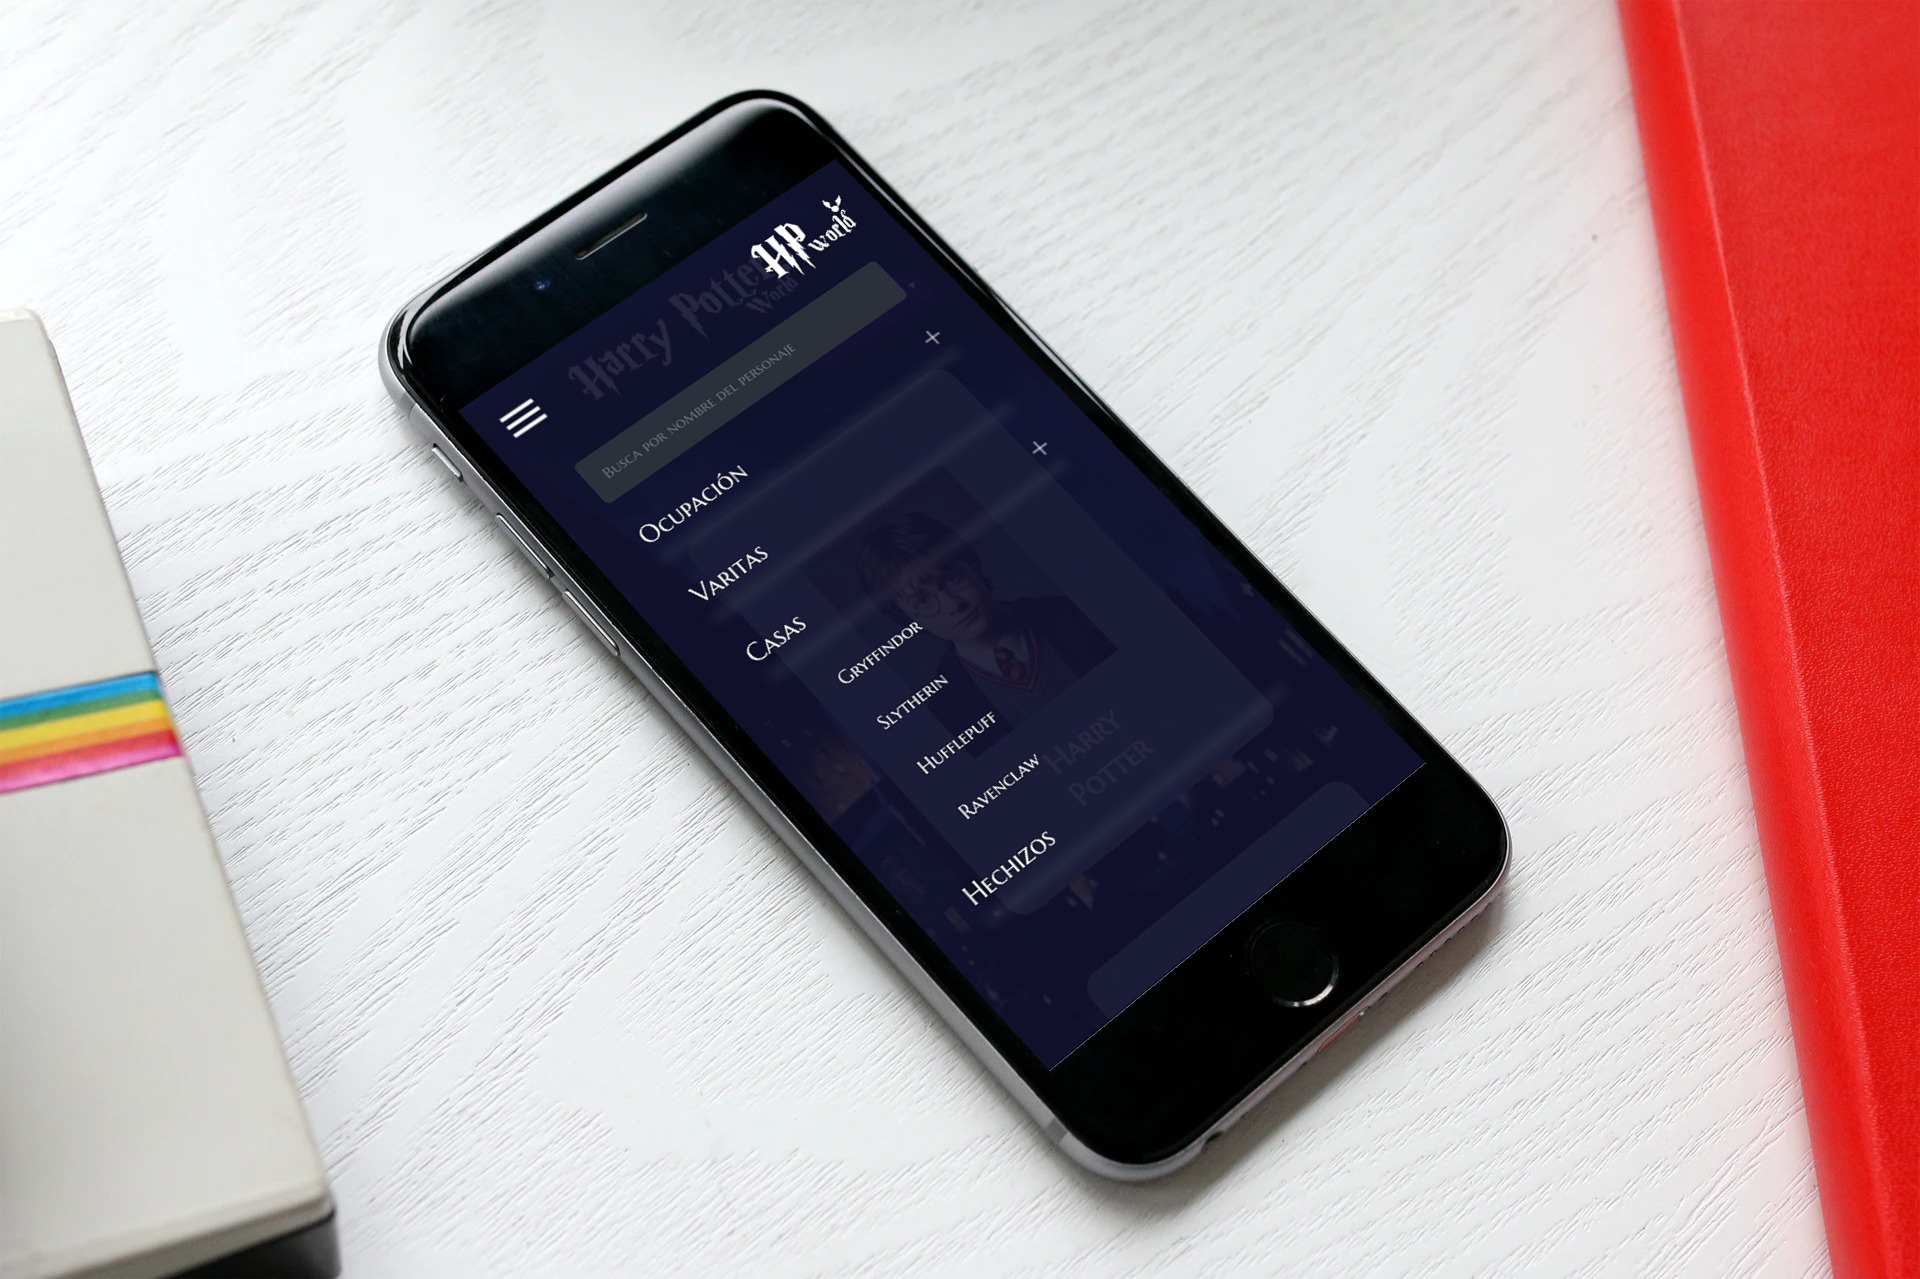 HP World
Harry Potter
World
Busca por nombre del personaje
Ocupación
+
Varitas
Casas
+
Gryffindor
Slytherin
Hufflepuff
Ravenclaw
Hechizos
Harry
Potter